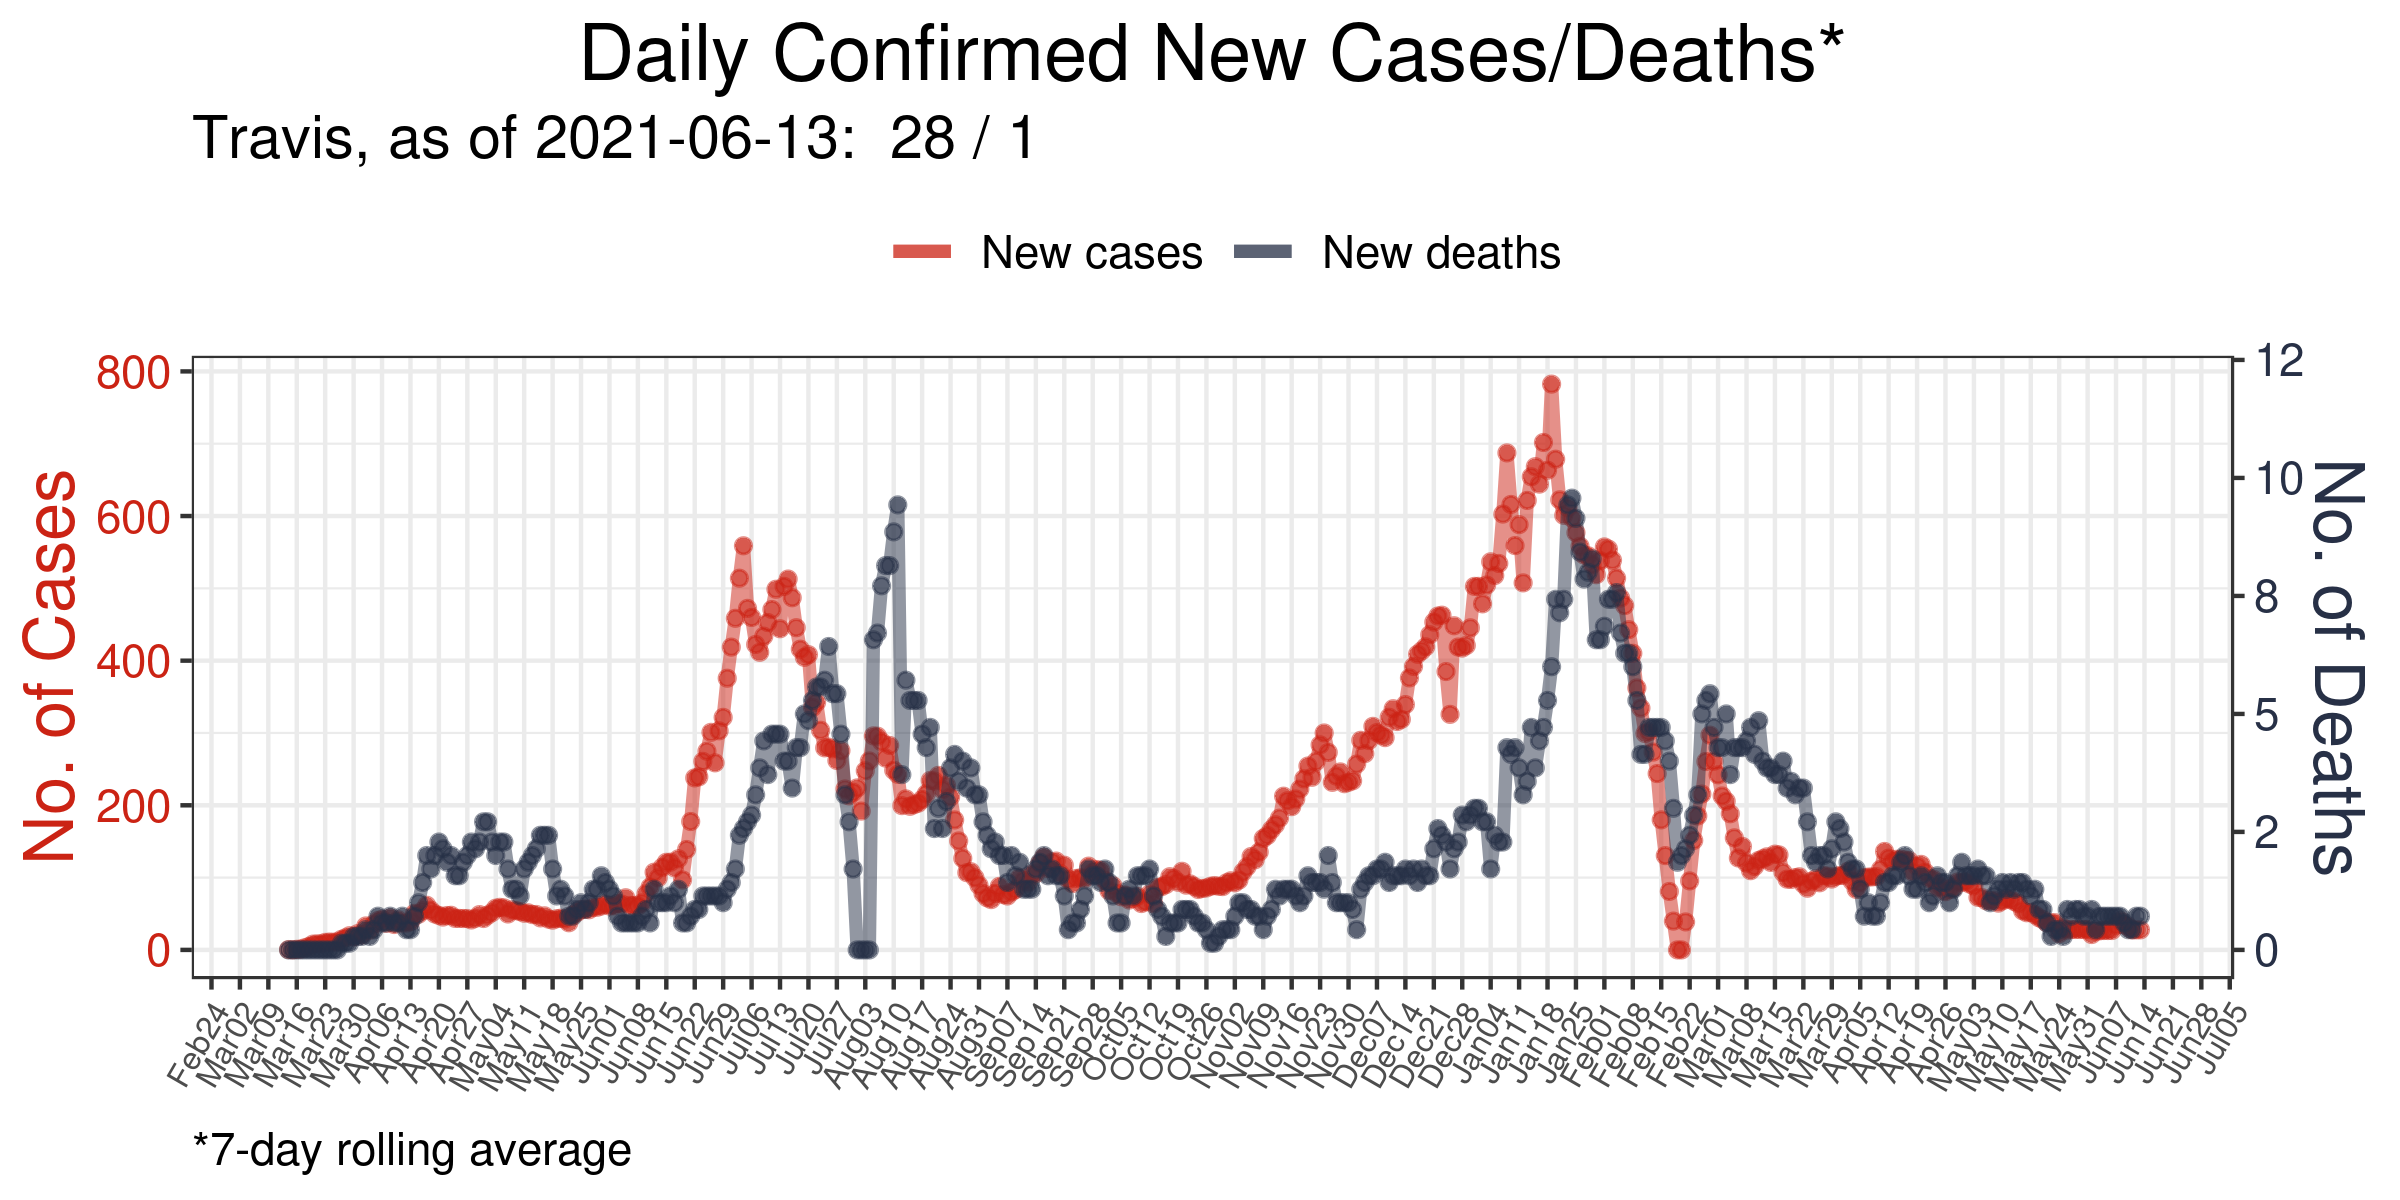 Daily Confirmed New Cases/Deaths*
Travis, as of 2021-06-13:  28 / 1
New cases
New deaths
No. of Cases
800
600
400
200
0
12
10
8
5
2
0
No. of Deaths
Feb24
Mar02
Mar09
Mar16
Mar23
Mar30
Apr06
Apr13
Apr20
Apr27
May04
May11
May18
May25
Jun01
Jun08
Jun15
Jun22
Jun29
Jul06
Jul13
Jul20
Jul27
Aug03
Aug10
Aug17
Aug24
Aug31
Sep07
Sep14
Sep21
Sep28
Oct05
Oct12
Oct19
Oct26
Nov02
Nov09
Nov16
Nov23
Nov30
Dec07
Dec14
Dec21
Dec28
Jan04
Jan11
Jan18
Jan25
Feb01
Feb08
Feb15
Feb22
Mar01
Mar08
Mar15
Mar22
Mar29
Apr05
Apr12
Apr19
Apr26
May03
May10
May17
May24
May31
Jun07
Jun14
Jun21
Jun28
Jul05
*7-day rolling average